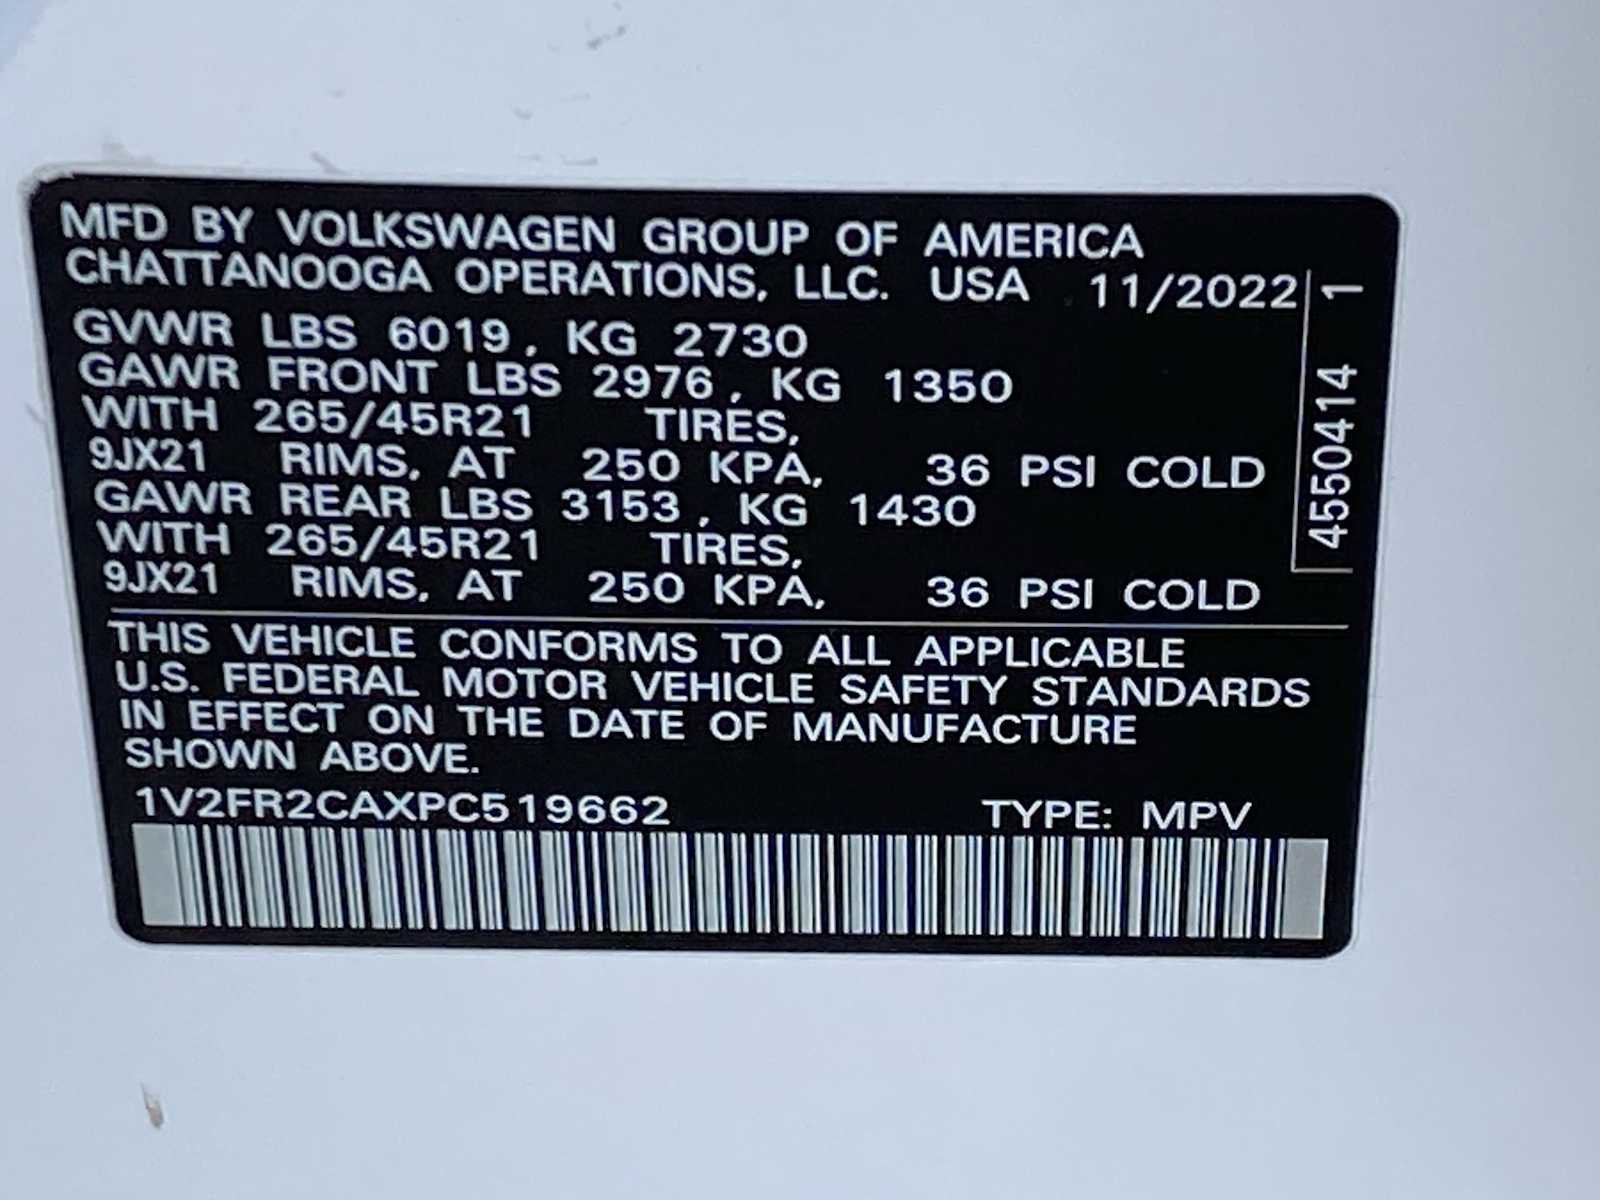 MFD BY VOLKSWAGEN GROUP OF AMERICA
CHATTANOOGA OPERATIONS, LLC. USA 11/2022
GVWR LBS 6019, KG 2730
GAWR FRONT LBS 2976, KG 1350
WITH 265/45R21 TIRES,
9JX21 RIMS, AT 250 KPA, 36 PSI COLD
GAWR REAR LBS 3153, KG 1430
WITH 265/45R21 TIRES,
9JX21 RIMS, AT 250 KPA, 36 PSI COLD
4550414 1
THIS VEHICLE CONFORMS TO ALL APPLICABLE
U.S. FEDERAL MOTOR VEHICLE SAFETY STANDARDS
IN EFFECT ON THE DATE OF MANUFACTURE
SHOWN ABOVE.
1V2FR2CAXPC519662 TYPE: MPV